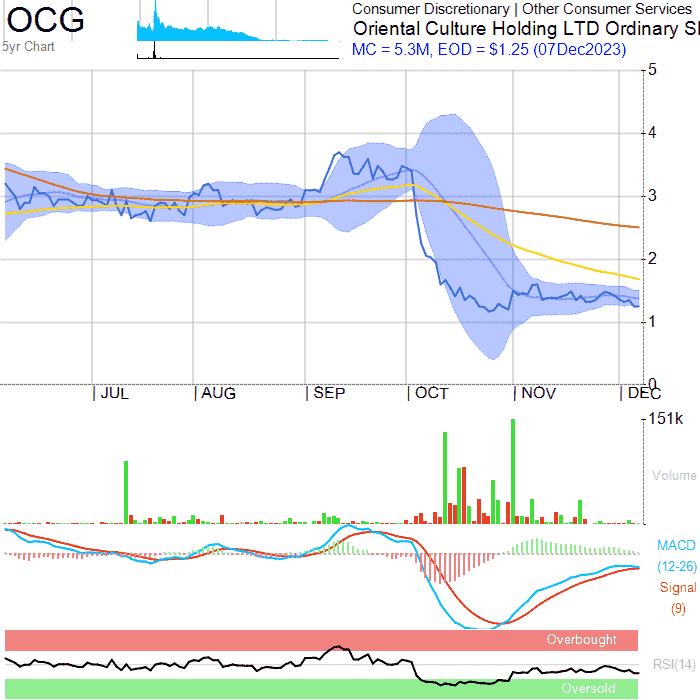 OCG
5yr Chart
Consumer Discretionary | Other Consumer Services
Oriental Culture Holding LTD Ordinary S
MC = 5.3M, EOD = $1.25 (07Dec2023)
5
4
3
2
1
0
JUL
AUG
SEP
OCT
NOV
DEC
151k
Volume
MACD
(12-26)
Signal
(9)
Overbought
RSI(14)
Oversold